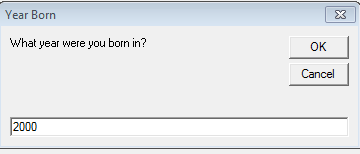 Year Born
What year were you born in?
OK
Cancel
2000